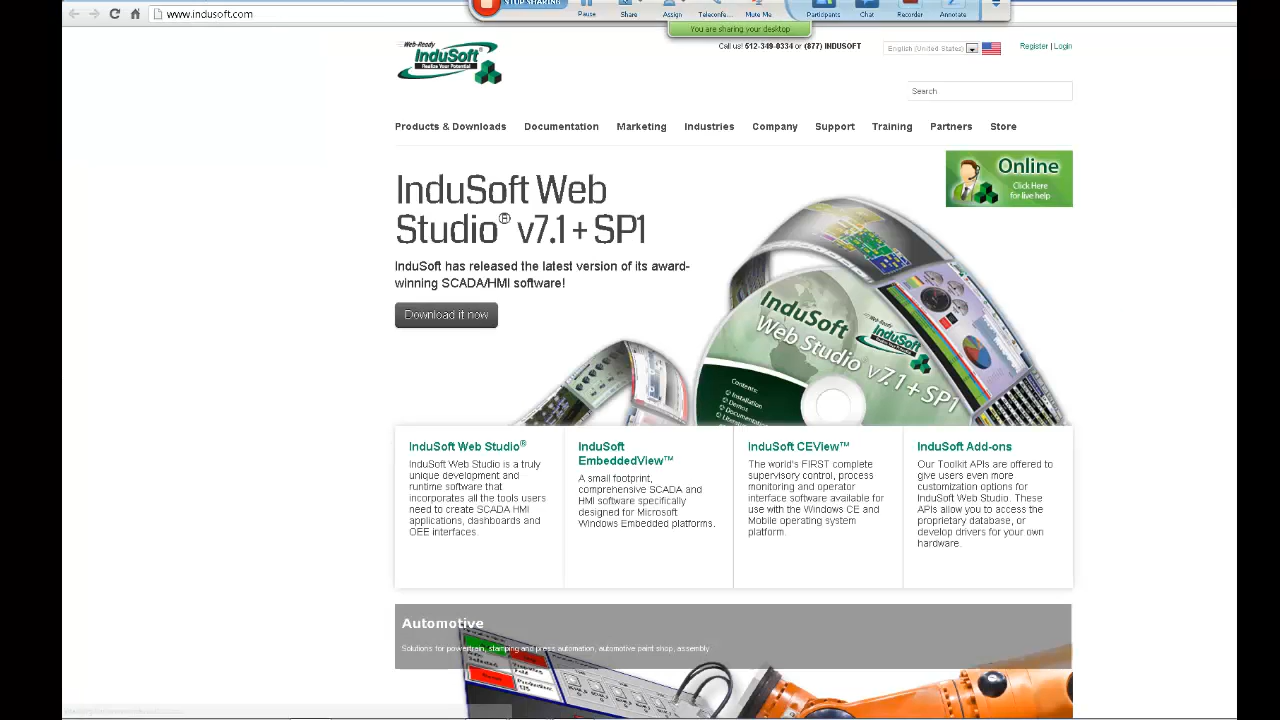 STOP SHARING
Pause
Share
Assign
Teleconfe...
Mute Me
Participants
Chat
Recorder
Annotate
www.indusoft.com
You are sharing your desktop
Web-Ready
InduSoft®
Realize Your Potential
Call us! 512-349-0334 or (877) INDUSOFT
English (United States)
Register | Login
Search
Products & Downloads
Documentation
Marketing
Industries
Company
Support
Training
Partners
Store
Online
Click Here
for live help
InduSoft Web
Studio® v7.1 + SP1
InduSoft has released the latest version of its award-
winning SCADA/HMI software!
Download it now
InduSoft
Web Studio v7.1 + SP1
InduSoft
Contents:
Installation
Demos
InduSoft Web Studio®
InduSoft Web Studio is a truly
unique development and
runtime software that
incorporates all the tools users
need to create SCADA HMI
applications, dashboards and
OEE interfaces.
InduSoft
EmbeddedView™
A small footprint,
comprehensive SCADA and
HMI software specifically
designed for Microsoft
Windows Embedded platforms.
InduSoft CEView™
The world's FIRST complete
supervisory control, process
monitoring and operator
interface software available for
use with the Windows CE and
Mobile operating system
platform.
InduSoft Add-ons
Our Toolkit APIs are offered to
give users even more
customization options for
InduSoft Web Studio. These
APIs allow you to access the
proprietary database, or
develop drivers for your own
hardware.
Automotive
Solutions for powertrain, stamping and press automation, automotive paint shop, assembly